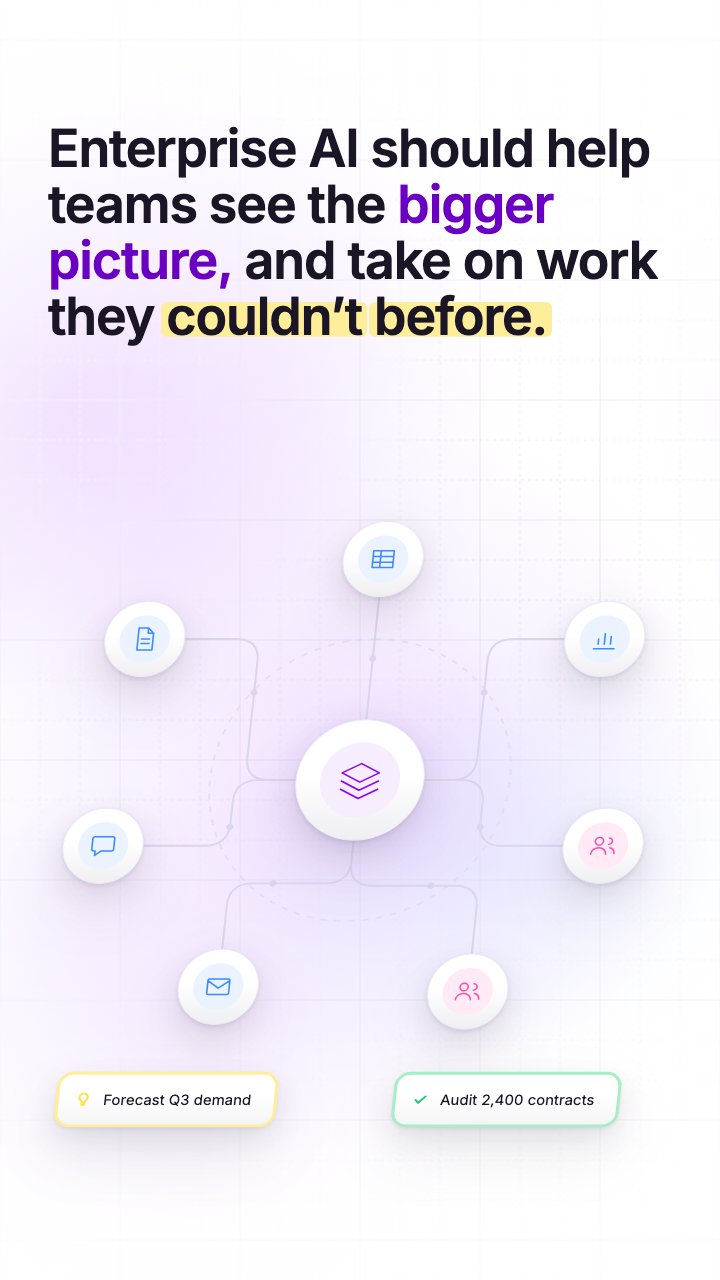 Enterprise AI should help
teams see the bigger
picture, and take on work
they couldn’t before.
Forecast Q3 demand
Audit 2,400 contracts